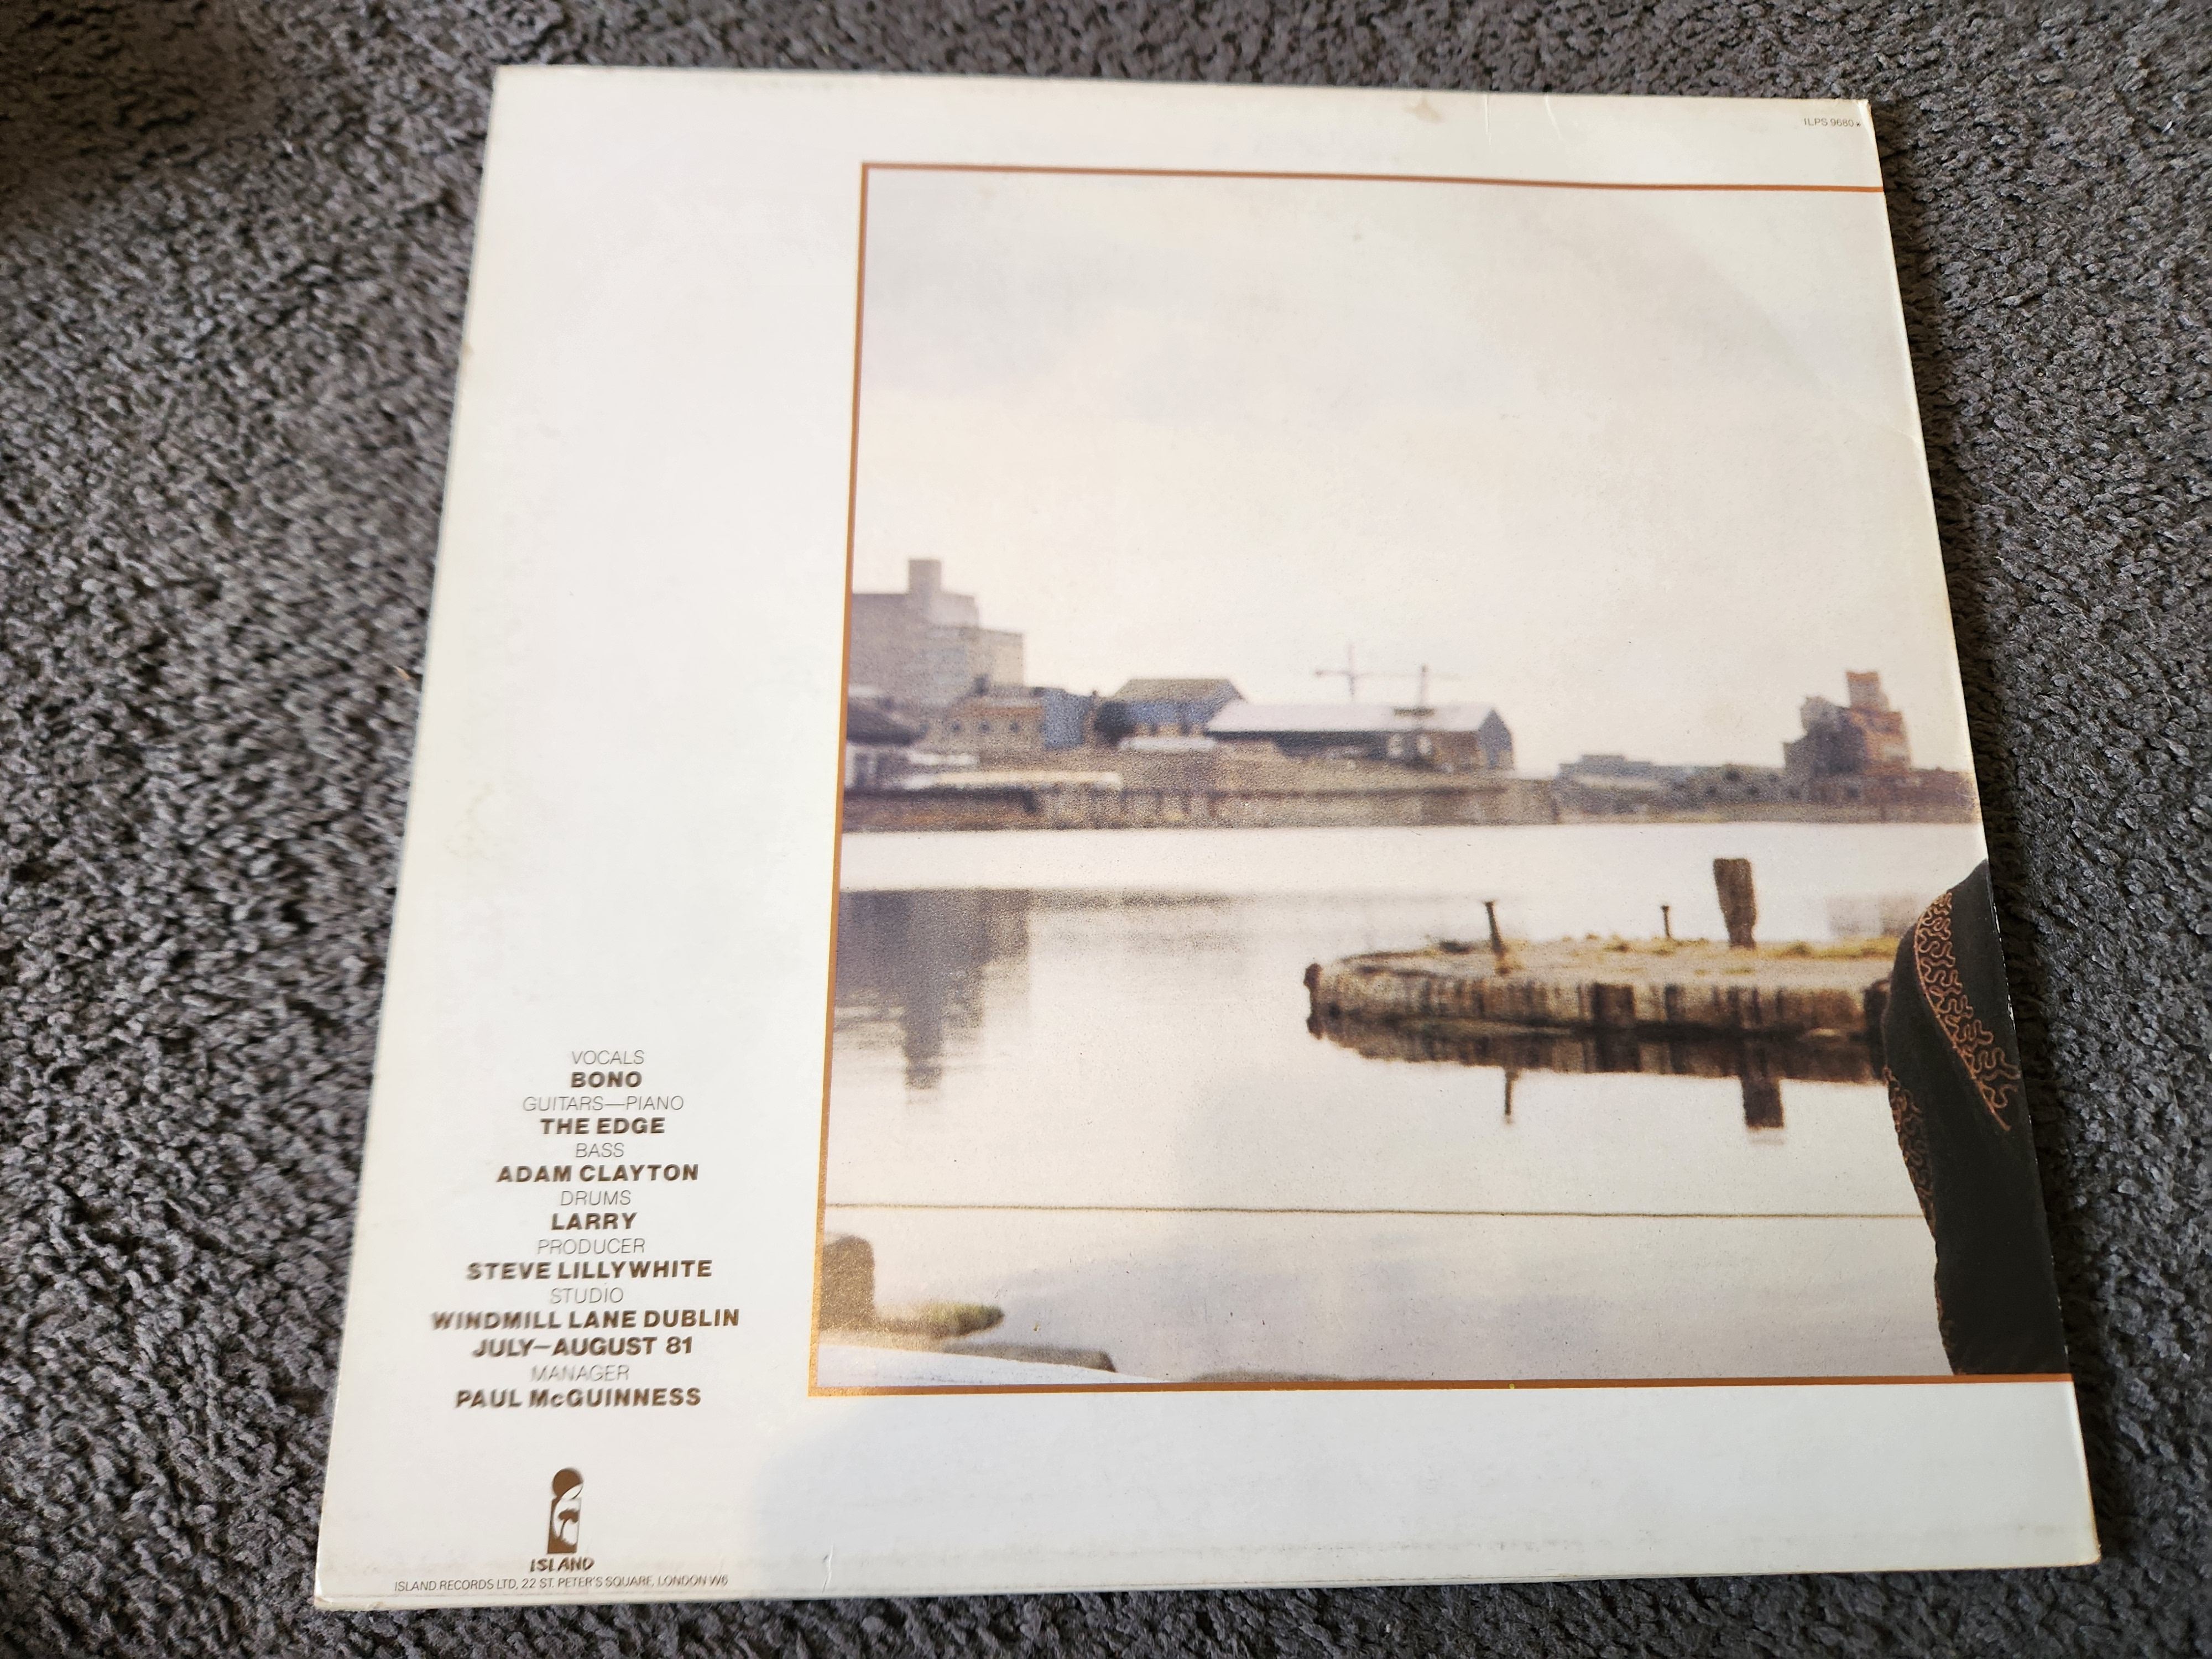 ILPS 9680
VOCALS
BONO
GUITARS—PIANO
THE EDGE
BASS
ADAM CLAYTON
DRUMS
LARRY
PRODUCER
STEVE LILLYWHITE
STUDIO
WINDMILL LANE DUBLIN
JULY—AUGUST 81
MANAGER
PAUL McGUINNESS
ISLAND
ISLAND RECORDS LTD, 22 ST. PETER'S SQUARE, LONDON W6